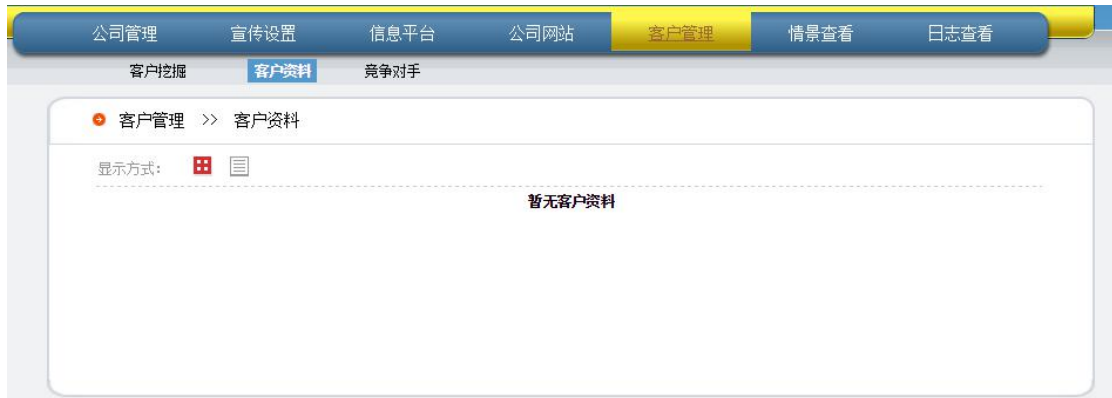 公司管理 宣传设置 信息平台 公司网站 客户管理 情景查看 日志查看
客户挖掘 客户资料 竞争对手
客户管理 >> 客户资料
显示方式:
暂无客户资料